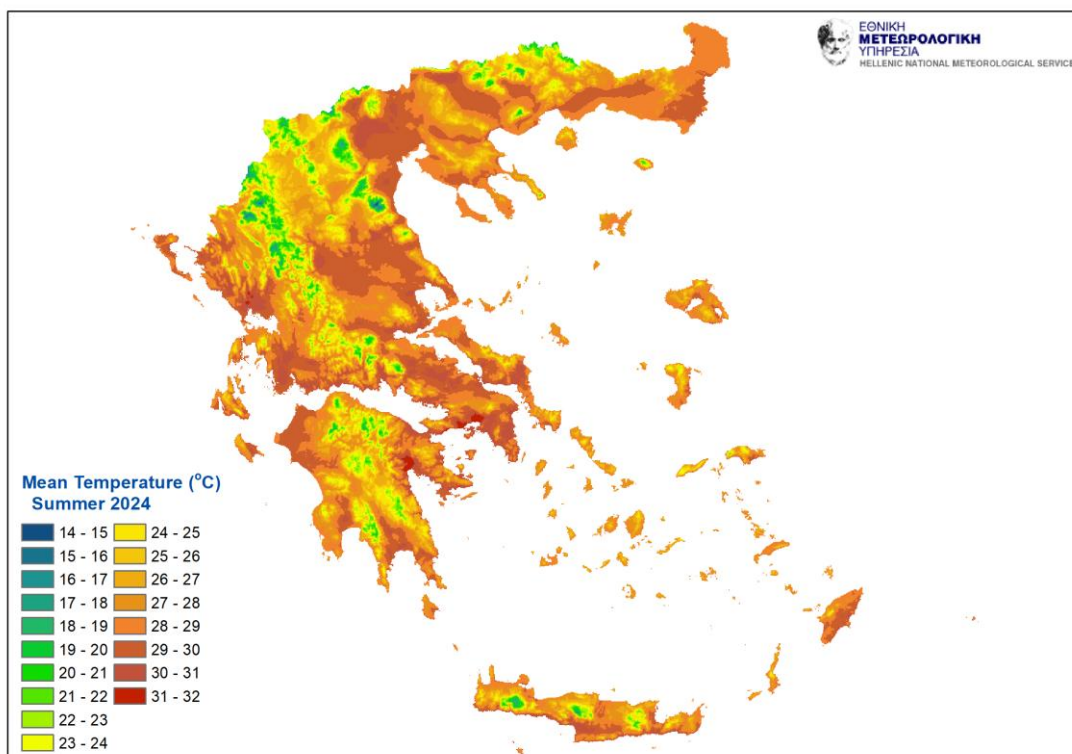 ΕΘΝΙΚΗ
ΜΕΤΕΩΡΟΛΟΓΙΚΗ
ΥΠΗΡΕΣΙΑ
HELLENIC NATIONAL METEOROLOGICAL SERVICE
Mean Temperature (°C)
Summer 2024
14 - 15
15 - 16
16 - 17
17 - 18
18 - 19
19 - 20
20 - 21
21 - 22
22 - 23
23 - 24
24 - 25
25 - 26
26 - 27
27 - 28
28 - 29
29 - 30
30 - 31
31 - 32